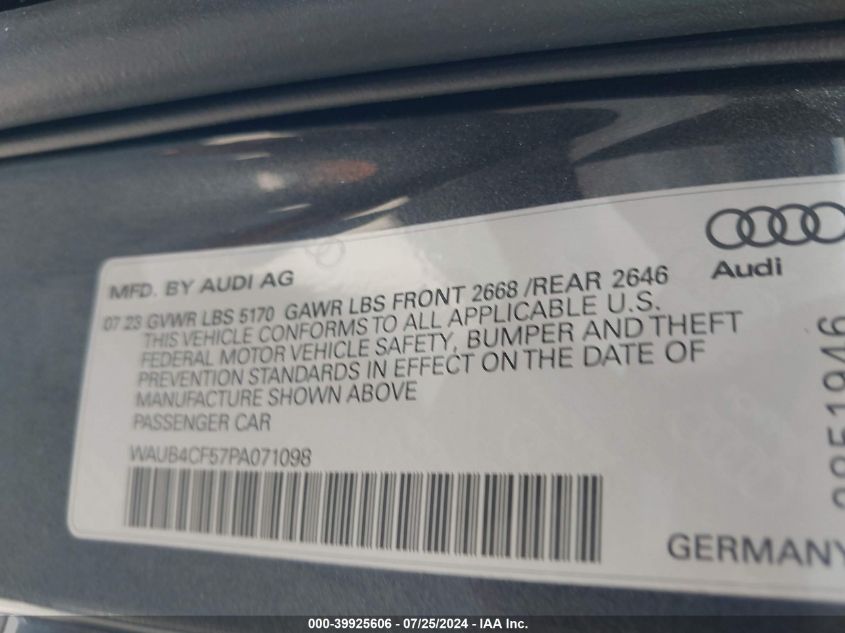 Audi
MFD. BY AUDI AG
07 23 GVWR LBS 5170 GAWR LBS FRONT 2668 /REAR 2646
THIS VEHICLE CONFORMS TO ALL APPLICABLE U.S.
FEDERAL MOTOR VEHICLE SAFETY, BUMPER AND THEFT
PREVENTION STANDARDS IN EFFECT ON THE DATE OF
MANUFACTURE SHOWN ABOVE
PASSENGER CAR
WAUB4CF57PA071098
GERMANY
000-39925606 / 07/25/2024 - IAA Inc.